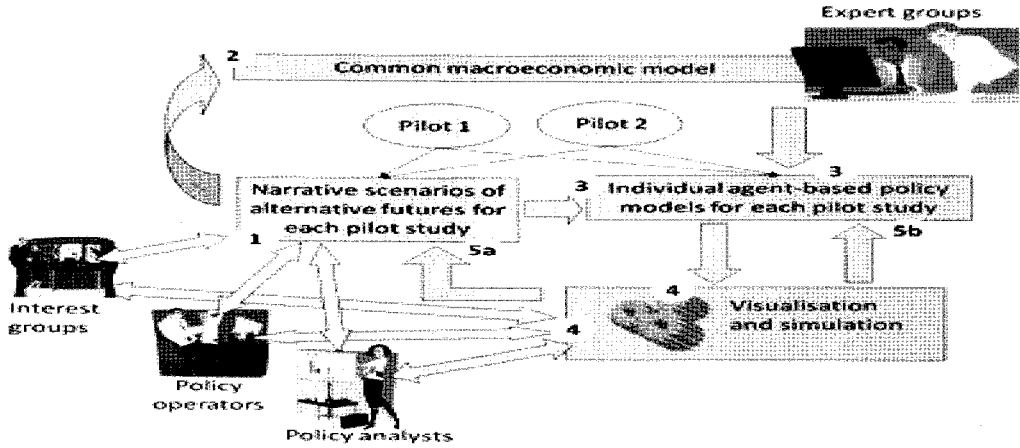 Expert groups
2
Common macroeconomic model
Pilot 1
Pilot 2
3
Narrative scenarios of
alternative futures for
each pilot study
1
3
Individual agent-based policy
models for each pilot study
5a
5b
Interest
groups
4
Visualisation
and simulation
4
Policy
operators
Policy analysts